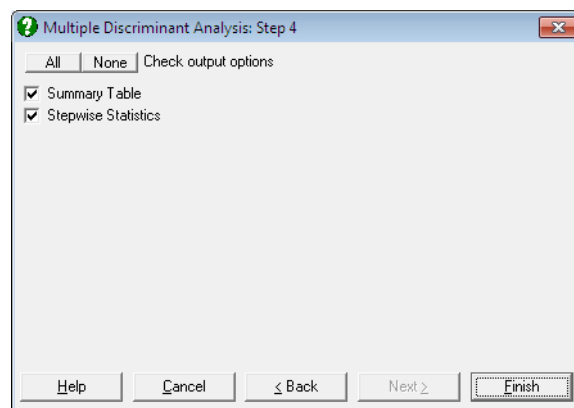 Multiple Discriminant Analysis: Step 4
All None Check output options
Summary Table
Stepwise Statistics
Help Cancel < Back Next > Finish